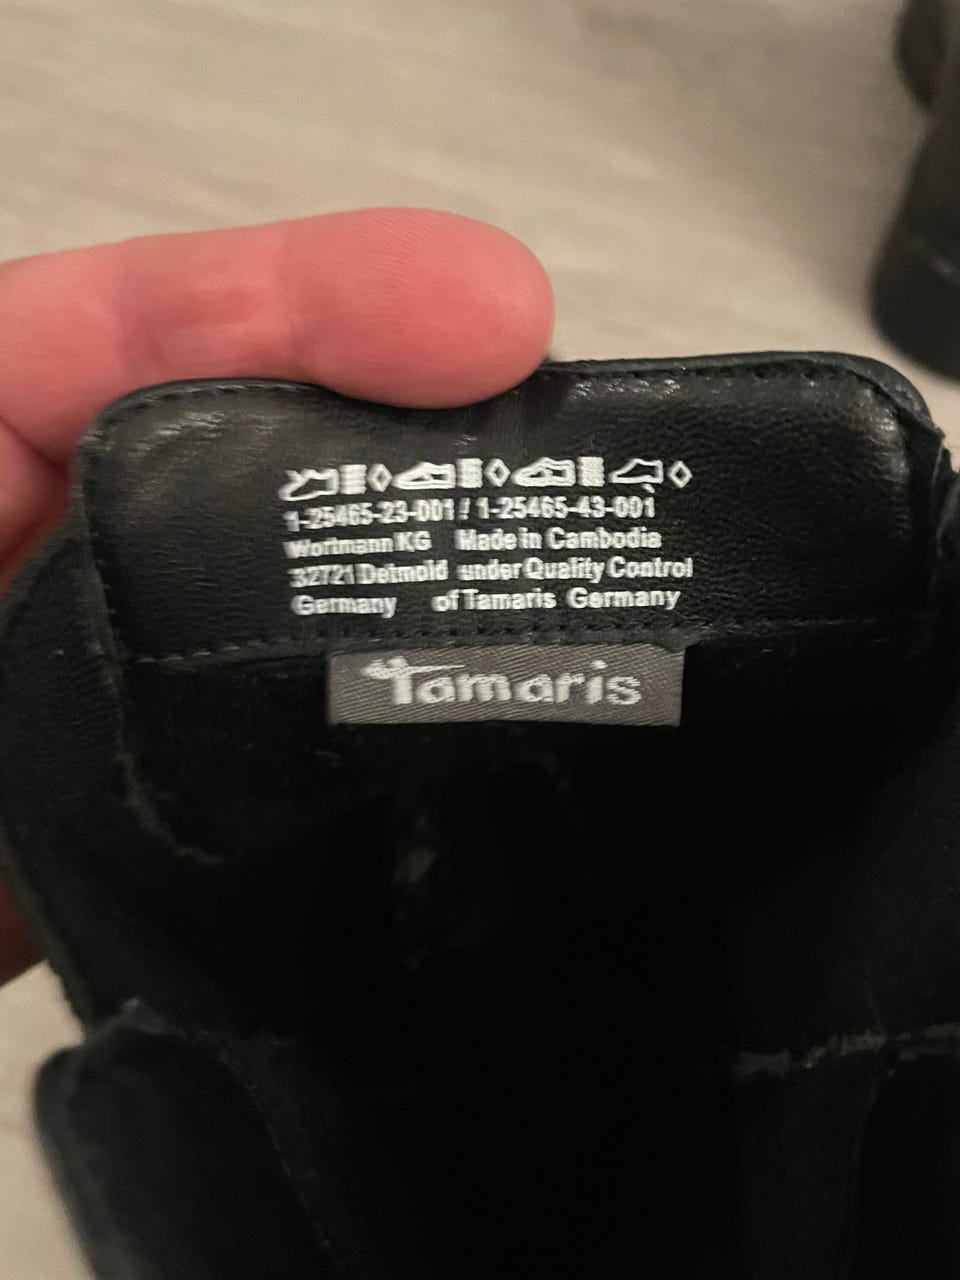 1-25465-23-001 / 1-25465-43-001
Wortmann KG Made in Cambodia
32721 Detmold under Quality Control
Germany of Tamaris Germany
Tamaris